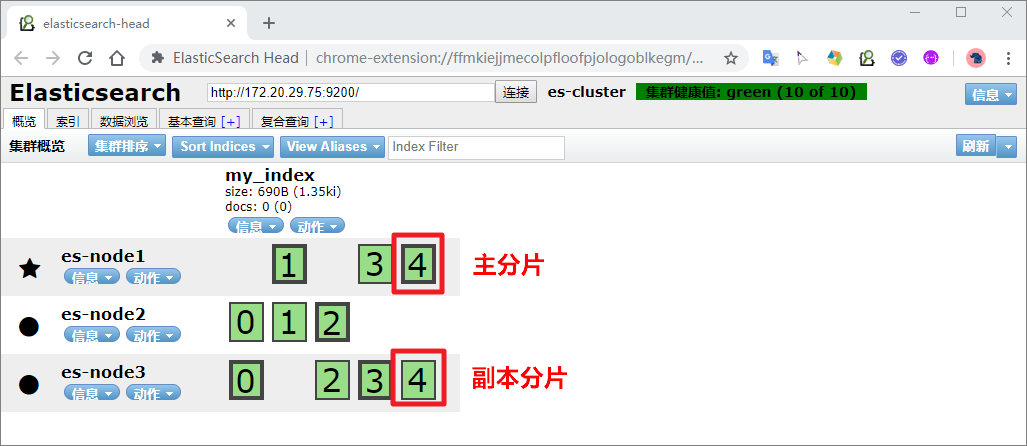 elasticsearch-head
ElasticSearch Head | chrome-extension://ffmkiejjmecolpfloofpjologoblkegm/...
Elasticsearch http://172.20.29.75:9200/ 连接 es-cluster 集群健康值: green (10 of 10) 信息
概览 索引 数据浏览 基本查询 [+] 复合查询 [+]
集群概览 集群排序 Sort Indices View Aliases Index Filter 刷新
my_index
size: 690B (1.35ki)
docs: 0 (0)
信息 动作
es-node1
信息 动作
1 3 4 主分片
es-node2
信息 动作
0 1 2
es-node3
信息 动作
0 2 3 4 副本分片